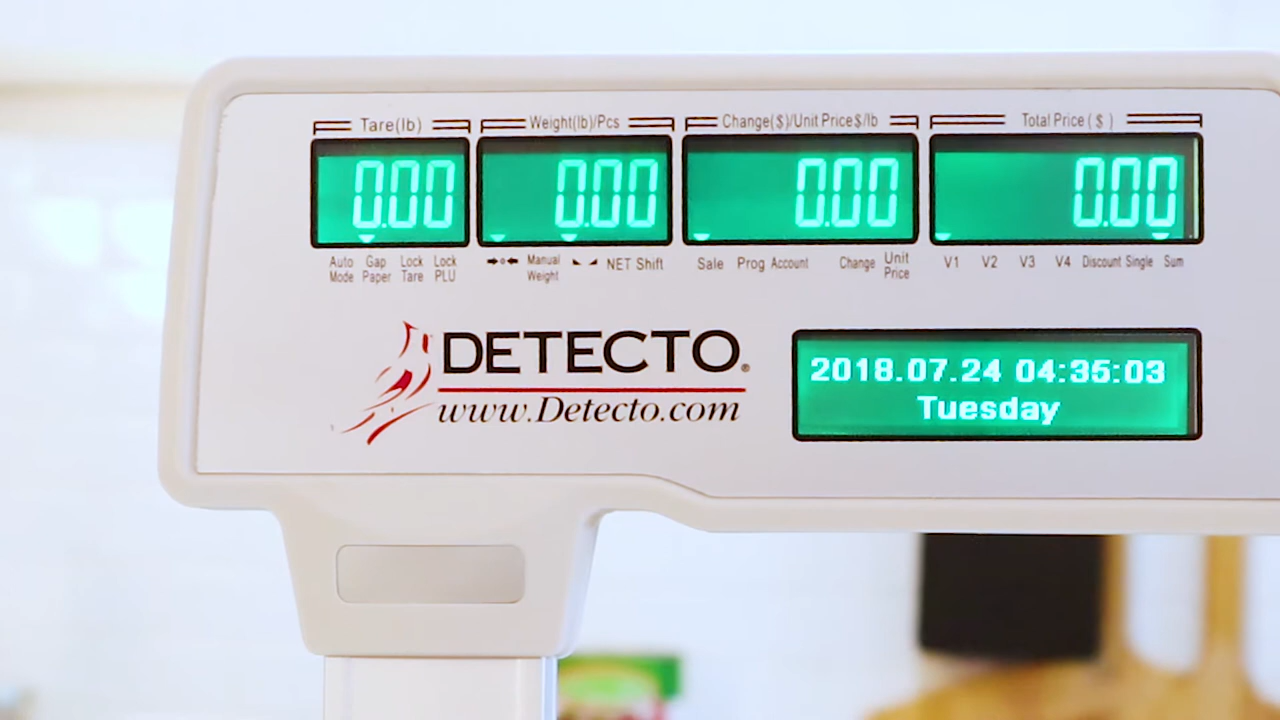 Tare(lb) Weight(lb)/Pcs Change($)/Unit Price$/lb Total Price ($)
0.00 0.00 0.00 0.00
Auto Mode Gap Paper Lock Tare Lock PLU Manual Weight NET Shift Sale Prog Account Change Unit Price V1 V2 V3 V4 Discount Single Sum
DETECTO®
www.Detecto.com
2018.07.24 04:35:03
Tuesday